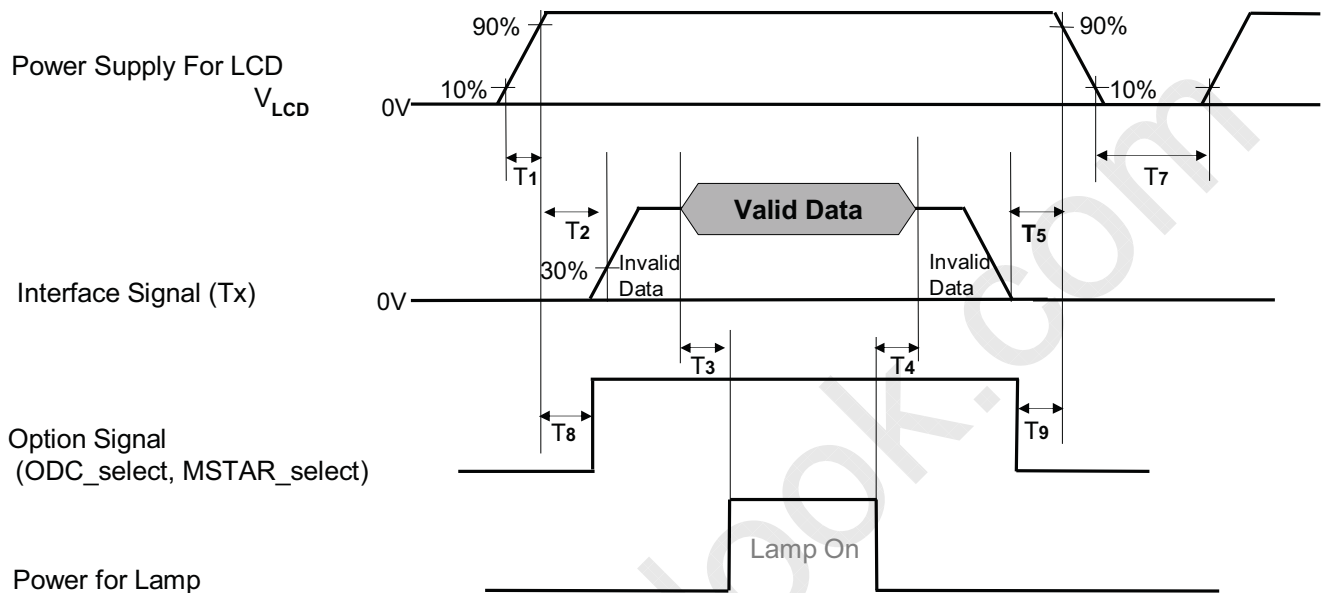 90%
90%
Power Supply For LCD
10%
10%
VLCD
0V
T1
T7
Valid Data
T2
T5
30%
Invalid
Data
Invalid
Data
Interface Signal (Tx)
0V
T3
T4
T8
T9
Option Signal
(ODC_select, MSTAR_select)
Lamp On
Power for Lamp
ook.com